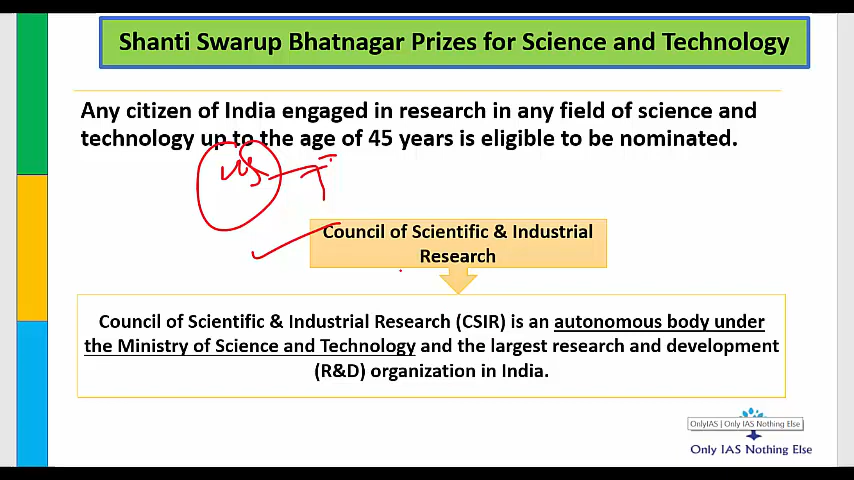 Shanti Swarup Bhatnagar Prizes for Science and Technology
Any citizen of India engaged in research in any field of science and
technology up to the age of 45 years is eligible to be nominated.
Council of Scientific & Industrial
Research
Council of Scientific & Industrial Research (CSIR) is an autonomous body under
the Ministry of Science and Technology and the largest research and development
(R&D) organization in India.
OnlyIAS | Only IAS Nothing Else
Only IAS Nothing Else